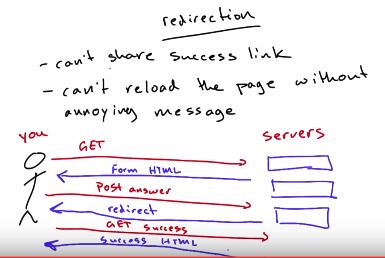 redirection
- can't share success link
- can't reload the page without
annoying message
you
servers
GET
Form HTML
Post answer
redirect
GET success
success HTML